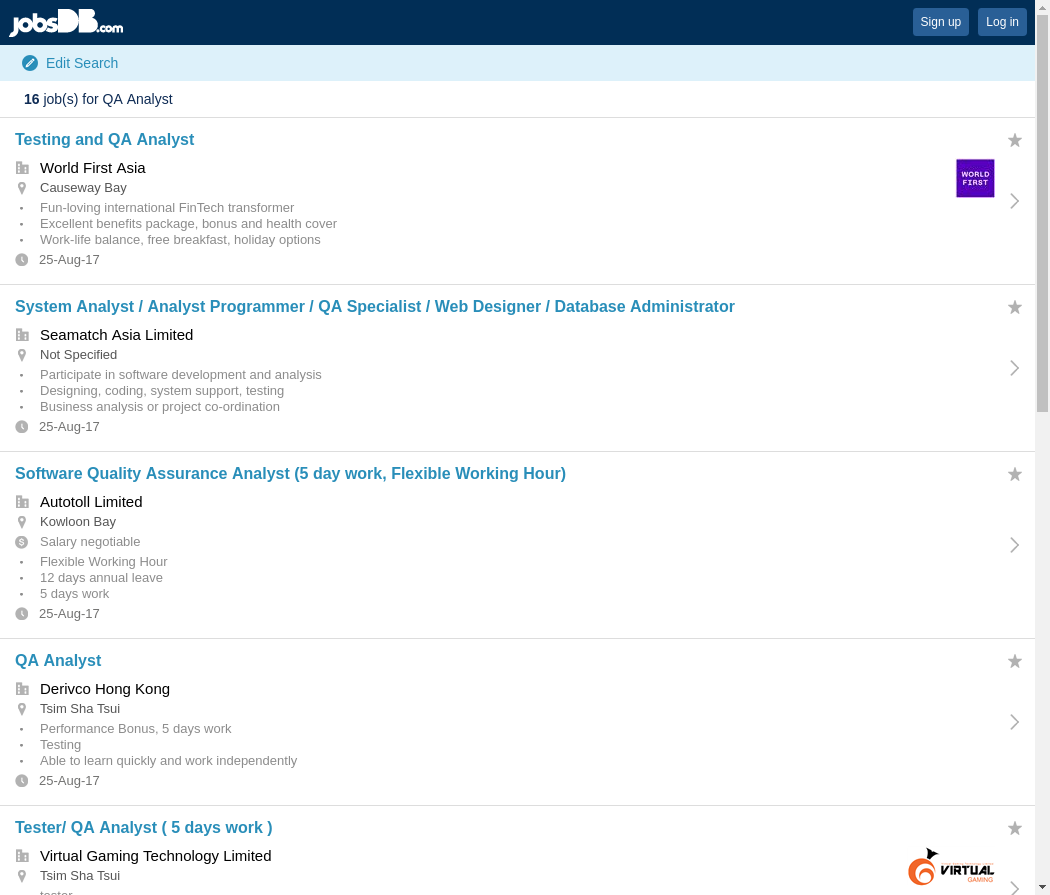 jobsDB.com
Sign up
Log in
Edit Search
16 job(s) for QA Analyst
Testing and QA Analyst
World First Asia
WORLD
FIRST
Causeway Bay
• Fun-loving international FinTech transformer
• Excellent benefits package, bonus and health cover
• Work-life balance, free breakfast, holiday options
25-Aug-17
System Analyst / Analyst Programmer / QA Specialist / Web Designer / Database Administrator
Seamatch Asia Limited
Not Specified
• Participate in software development and analysis
• Designing, coding, system support, testing
• Business analysis or project co-ordination
25-Aug-17
Software Quality Assurance Analyst (5 day work, Flexible Working Hour)
Autotoll Limited
Kowloon Bay
$ Salary negotiable
• Flexible Working Hour
• 12 days annual leave
• 5 days work
25-Aug-17
QA Analyst
Derivco Hong Kong
Tsim Sha Tsui
• Performance Bonus, 5 days work
• Testing
• Able to learn quickly and work independently
25-Aug-17
Tester/ QA Analyst ( 5 days work )
Virtual Gaming Technology Limited
VIRTUAL
GAMING
Tsim Sha Tsui
tester